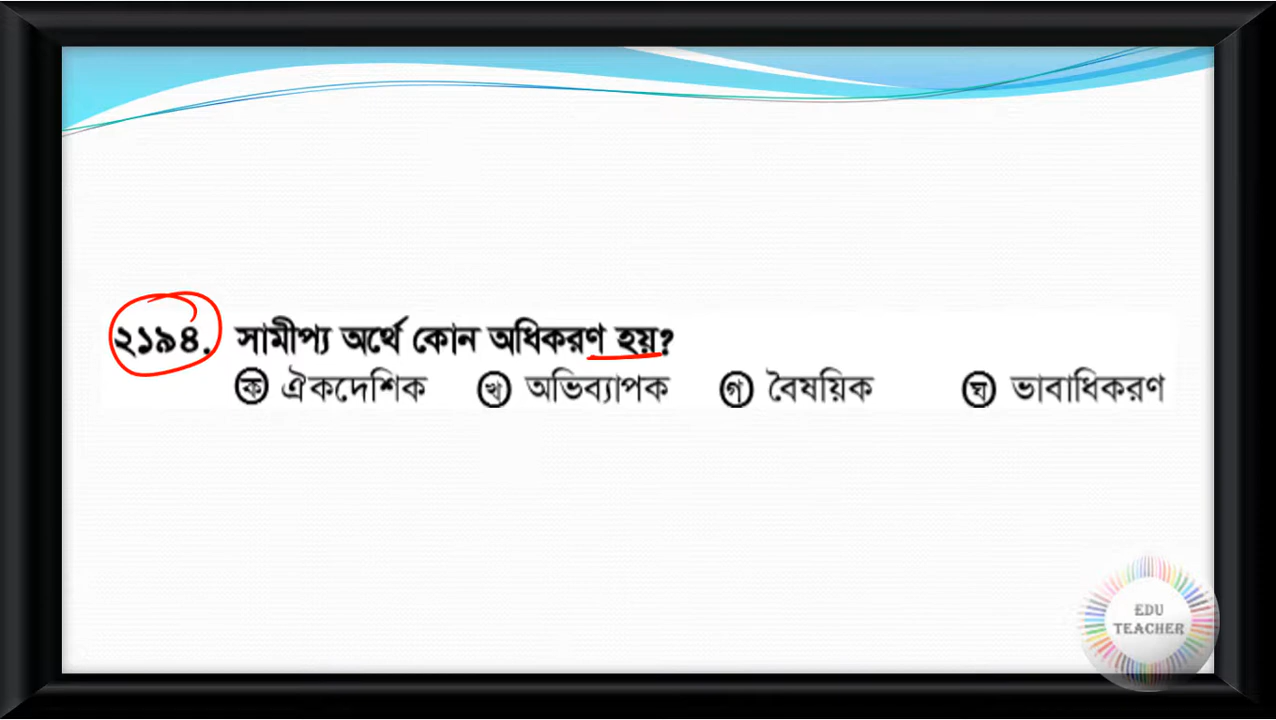 ২১৯৪. সামীপ্য অর্থে কোন অধিকরণ হয়?
ক ঐকদেশিক খ অভিব্যাপক গ বৈষয়িক ঘ ভাবাধিকরণ
EDU
TEACHER